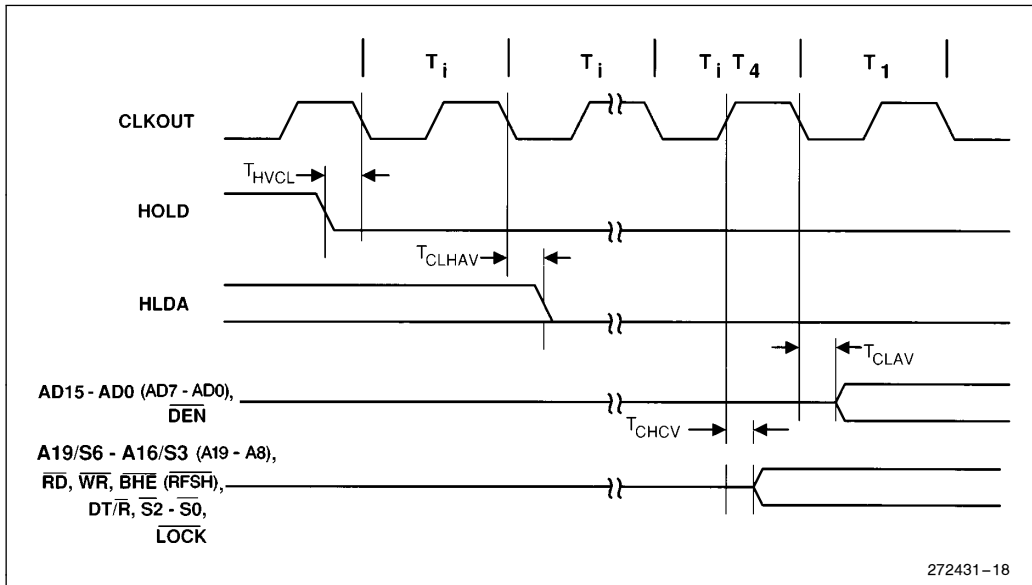 T i
T i
T i T 4
T 1
CLKOUT
T HVCL
HOLD
T CLHAV
HLDA
T CLAV
AD15 - AD0 (AD7 - AD0),
DEN
T CHCV
A19/S6 - A16/S3 (A19 - A8),
RD, WR, BHE (RFSH),
DT/R, S2 - S0,
LOCK
272431–18